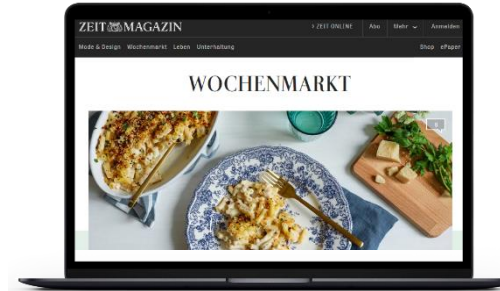 ZEIT MAGAZIN
> ZEIT ONLINE Abo Mehr Anmelden
Mode & Design Wochenmarkt Leben Unterhaltung Shop ePaper
WOCHENMARKT